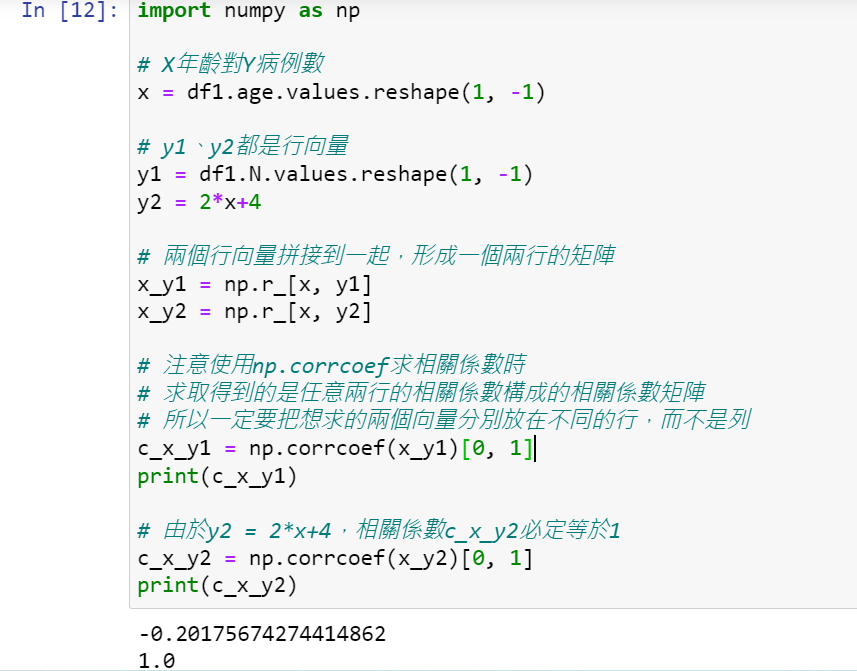 In [12]: import numpy as np
# X年齡對Y病例數
x = df1.age.values.reshape(1, -1)
# y1、y2都是行向量
y1 = df1.N.values.reshape(1, -1)
y2 = 2*x+4
# 兩個行向量拼接到一起，形成一個兩行的矩陣
x_y1 = np.r_[x, y1]
x_y2 = np.r_[x, y2]
# 注意使用np.corrcoef求相關係數時
# 求取得到的是任意兩行的相關係數構成的相關係數矩陣
# 所以一定要把想求的兩個向量分別放在不同的行，而不是列
c_x_y1 = np.corrcoef(x_y1)[0, 1]
print(c_x_y1)
# 由於y2 = 2*x+4，相關係數c_x_y2必定等於1
c_x_y2 = np.corrcoef(x_y2)[0, 1]
print(c_x_y2)
-0.20175674274414862
1.0